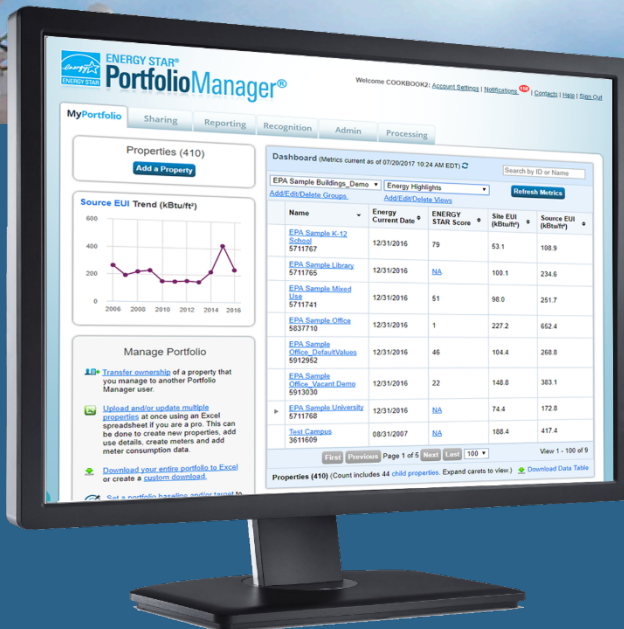 ENERGY STAR
ENERGY STAR®
PortfolioManager®
Welcome COOKBOOK2: Account Settings | Notifications | Contacts | Help | Sign Out
MyPortfolio Sharing Reporting Recognition Admin Processing
Properties (410)
Add a Property
Source EUI Trend (kBtu/ft²)
600
400
200
0
2006 2008 2010 2012 2014 2016
Manage Portfolio
Transfer ownership of a property that
you manage to another Portfolio
Manager user.
Upload and/or update multiple
properties at once using an Excel
spreadsheet if you are a pro. This can
be done to create new properties, add
use details, create meters and add
meter consumption data.
Download your entire portfolio to Excel
or create a custom download.
Set a portfolio baseline and/or target to
Dashboard (Metrics current as of 07/20/2017 10:24 AM EDT)
Search by ID or Name
EPA Sample Buildings_Demo Energy Highlights Refresh Metrics
Add/Edit/Delete Groups Add/Edit/Delete Views
Name Energy Current Date ENERGY STAR Score Site EUI (kBtu/ft²) Source EUI (kBtu/ft²)
EPA Sample K-12
School
5711767 12/31/2016 79 53.1 108.9
EPA Sample Library
5711765 12/31/2016 NA 100.1 234.6
EPA Sample Mixed
Use
5711741 12/31/2016 51 98.0 251.7
EPA Sample Office
5837710 12/31/2016 1 227.2 652.4
EPA Sample
Office_DefaultValues
5912952 12/31/2016 46 104.4 268.8
EPA Sample
Office_Vacant Demo
5913030 12/31/2016 22 148.8 383.1
EPA Sample University
5711768 12/31/2016 NA 74.4 172.8
Test Campus
3611609 08/31/2007 NA 188.4 417.4
First Previous Page 1 of 5 Next Last 100 View 1 - 100 of 9
Properties (410) (Count includes 44 child properties. Expand carets to view.) Download Data Table